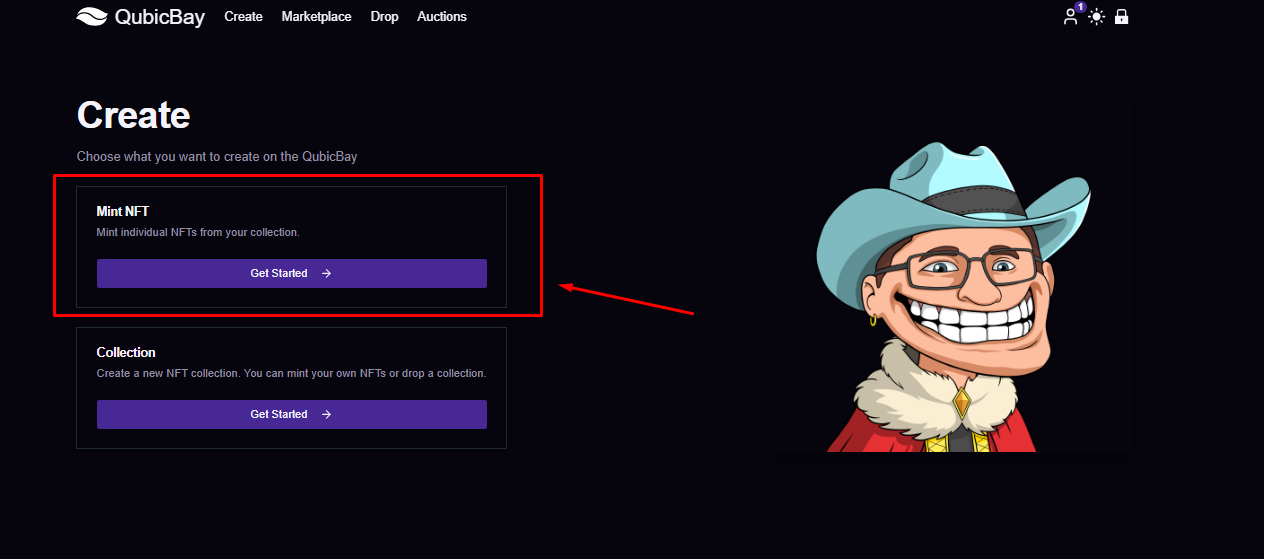 QubicBay Create Marketplace Drop Auctions
1
Create
Choose what you want to create on the QubicBay
Mint NFT
Mint individual NFTs from your collection.
Get Started →
Collection
Create a new NFT collection. You can mint your own NFTs or drop a collection.
Get Started →